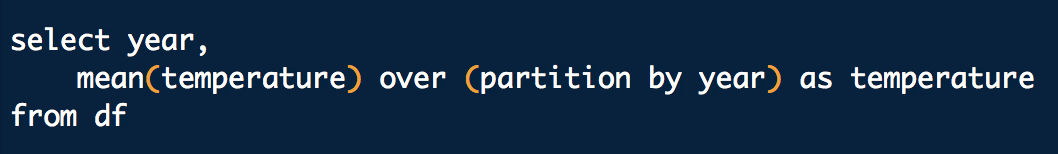 select year,
    mean(temperature) over (partition by year) as temperature
from df